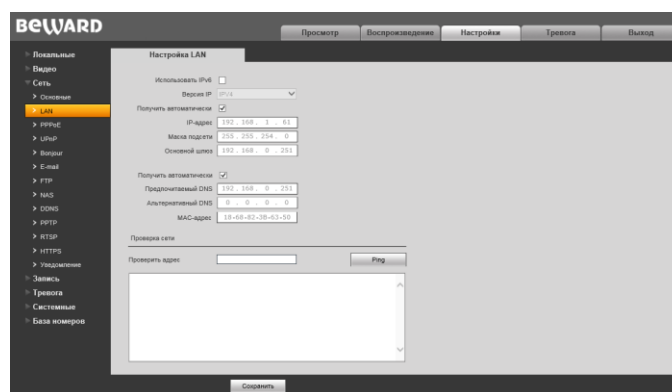 BEWARD
Просмотр Воспроизведение Настройки Тревога Выход
Локальные
Видео
Сеть
Основные
LAN
PPPoE
UPnP
Bonjour
E-mail
FTP
NAS
DDNS
PPTP
RTSP
HTTPS
Уведомление
Запись
Тревога
Системные
База номеров
Настройка LAN
Использовать IPv6
Версия IP IPV4
Получить автоматически
IP-адрес 192 . 168 . 1 . 61
Маска подсети 255 . 255 . 254 . 0
Основной шлюз 192 . 168 . 0 . 251
Получить автоматически
Предпочитаемый DNS 192 . 168 . 0 . 251
Альтернативный DNS 0 . 0 . 0 . 0
MAC-адрес 18-68-82-3B-63-50
Проверка сети
Проверить адрес Ping
Сохранить